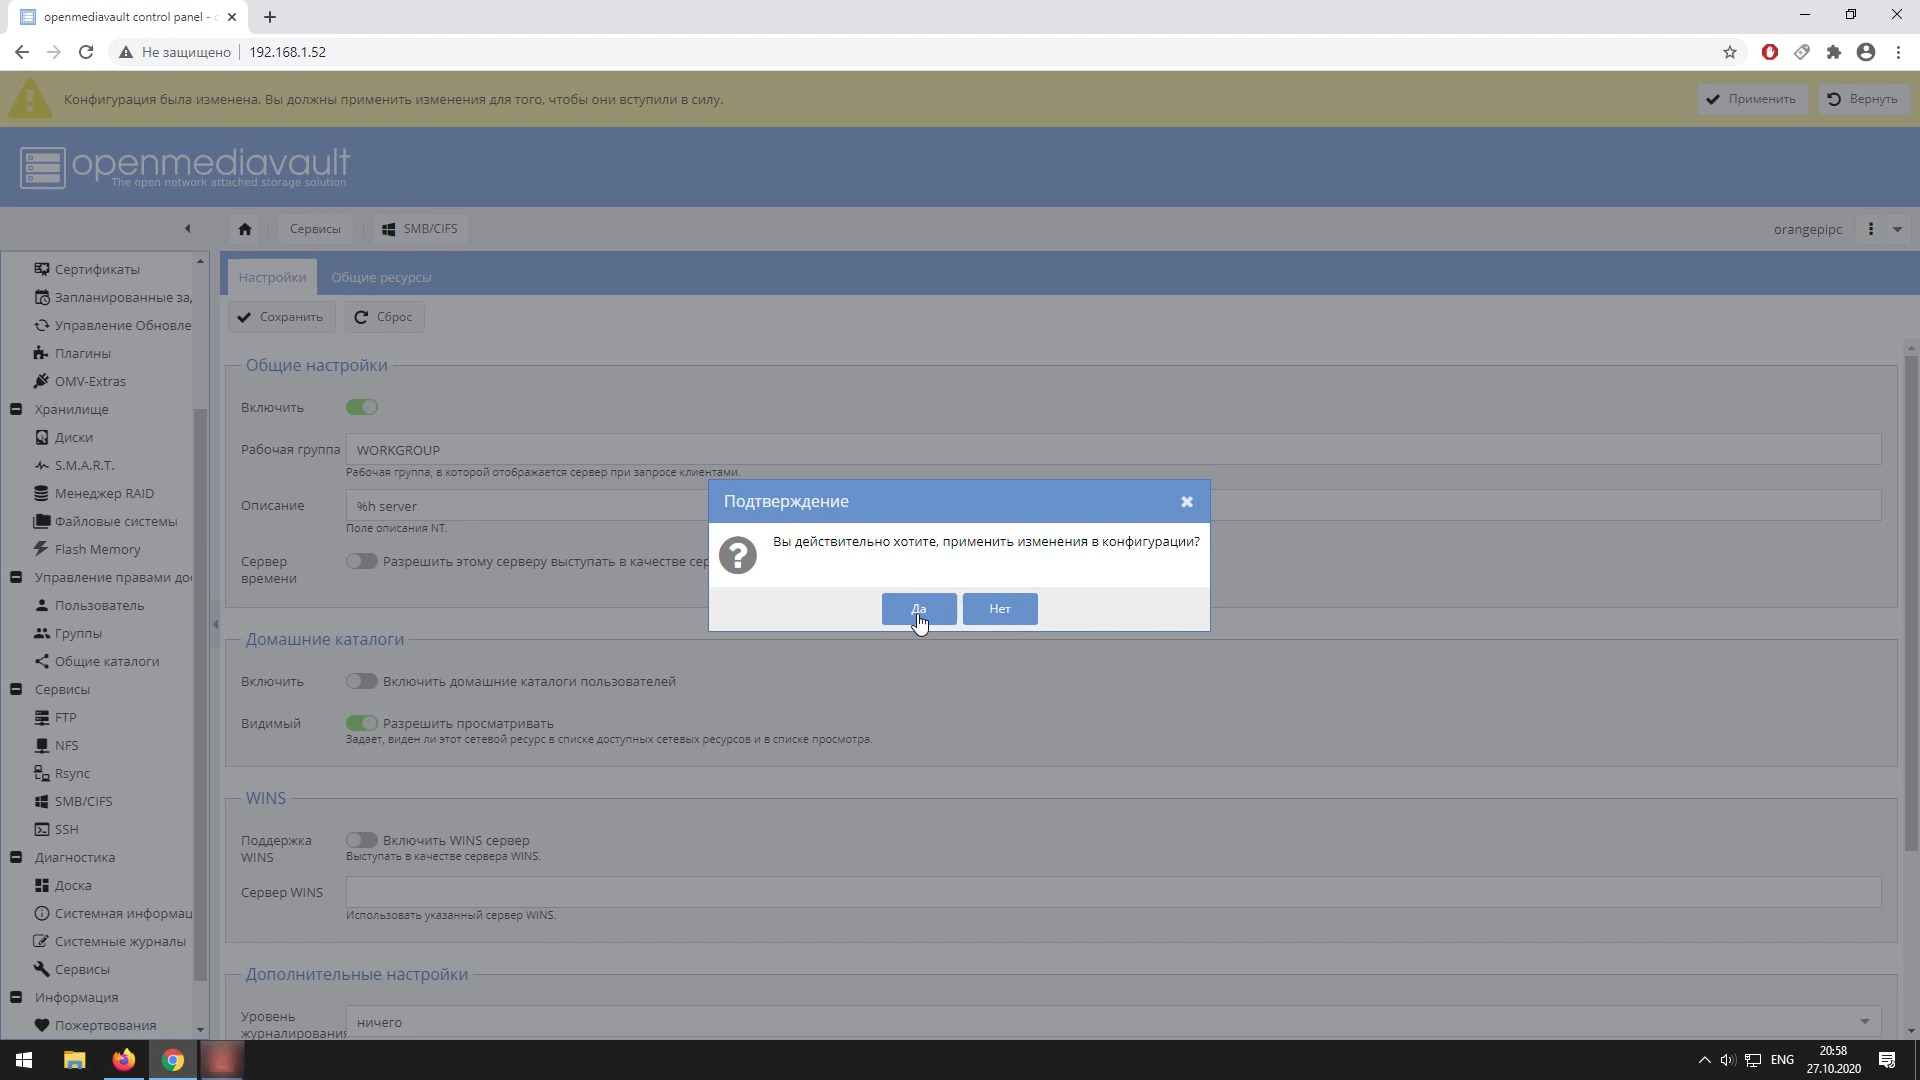 openmediavault control panel -
Не защищено
192.168.1.52
Конфигурация была изменена. Вы должны применить изменения для того, чтобы они вступили в силу.
Применить
Вернуть
openmediavault
The open network attached storage solution
Сервисы
SMB/CIFS
orangepipc
Сертификаты
Запланированные за
Управление Обновле
Плагины
OMV-Extras
Хранилище
Диски
S.M.A.R.T.
Менеджер RAID
Файловые системы
Flash Memory
Управление правами до
Пользователь
Группы
Общие каталоги
Сервисы
FTP
NFS
Rsync
SMB/CIFS
SSH
Диагностика
Доска
Системная информац
Системные журналы
Сервисы
Информация
Пожертвования
Настройки
Общие ресурсы
Сохранить
Сброс
Общие настройки
Включить
Рабочая группа
WORKGROUP
Рабочая группа, в которой отображается сервер при запросе клиентами.
Описание
%h server
Поле описания NT.
Сервер времени
Разрешить этому серверу выступать в качестве сер
Подтверждение
Вы действительно хотите, применить изменения в конфигурации?
Да
Нет
Домашние каталоги
Включить
Включить домашние каталоги пользователей
Видимый
Разрешить просматривать
Задает, виден ли этот сетевой ресурс в списке доступных сетевых ресурсов и в списке просмотра.
WINS
Поддержка WINS
Включить WINS сервер
Выступать в качестве сервера WINS.
Сервер WINS
Использовать указанный сервер WINS.
Дополнительные настройки
Уровень журналирования
ничего
ENG
20:58
27.10.2020